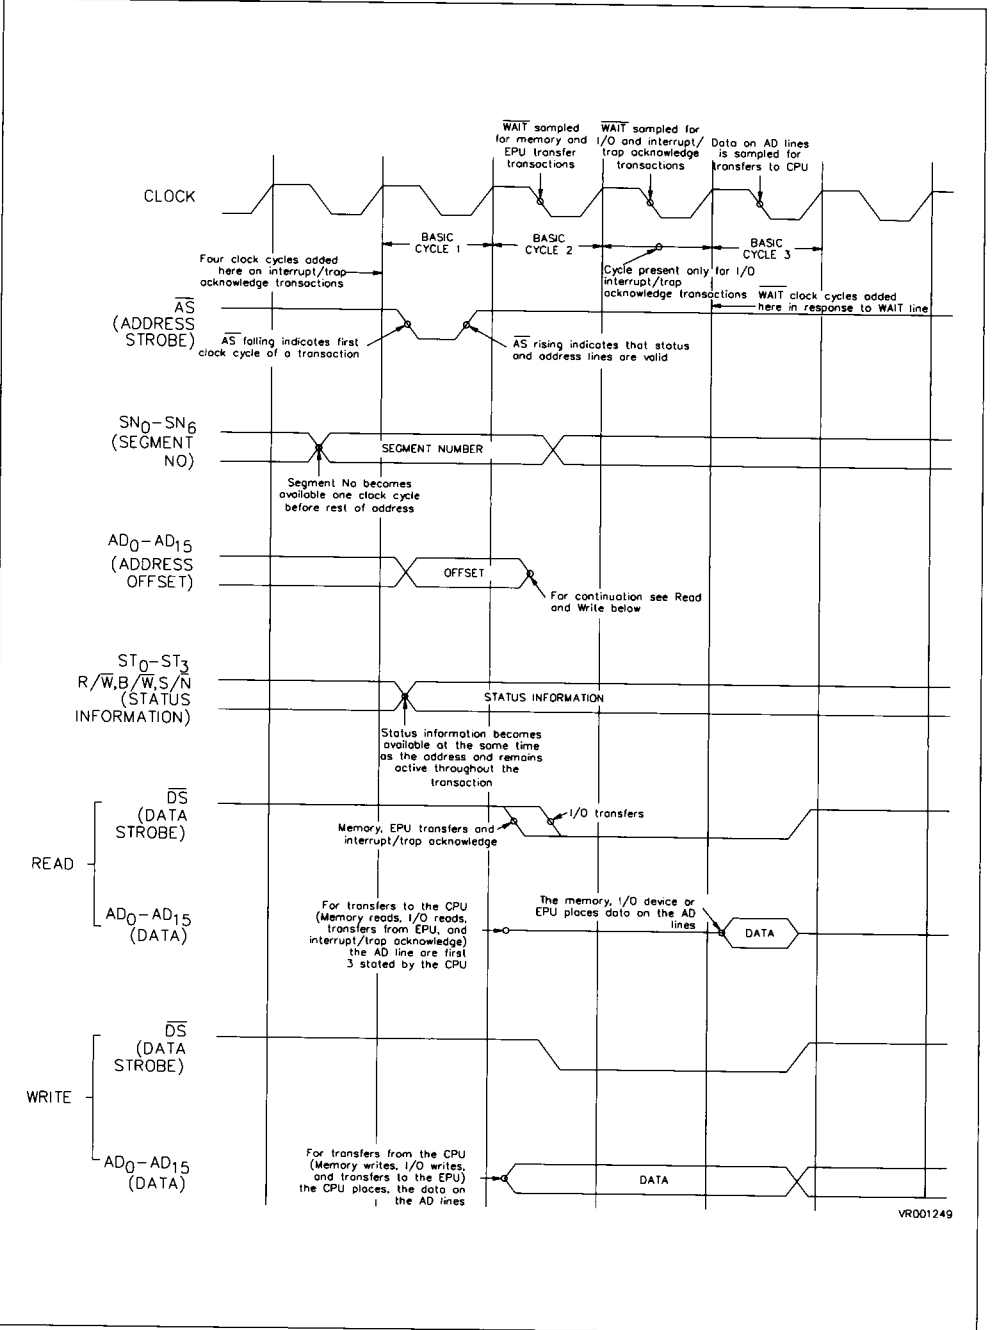 WAIT sampled
for memory and
EPU transfer
transactions
WAIT sampled for
I/O and interrupt/
trap acknowledge
transactions
Data on AD lines
is sampled for
transfers to CPU
CLOCK
BASIC
CYCLE 1
BASIC
CYCLE 2
BASIC
CYCLE 3
Four clock cycles added
here on interrupt/trap
acknowledge transactions
Cycle present only for I/O
interrupt/trap
acknowledge transactions
WAIT clock cycles added
here in response to WAIT line
AS
(ADDRESS
STROBE)
AS falling indicates first
clock cycle of a transaction
AS rising indicates that status
and address lines are valid
SN0-SN6
(SEGMENT
NO)
SEGMENT NUMBER
Segment No becomes
available one clock cycle
before rest of address
AD0-AD15
(ADDRESS
OFFSET)
OFFSET
For continuation see Read
and Write below
ST0-ST3
R/W,B/W,S/N
(STATUS
INFORMATION)
STATUS INFORMATION
Status information becomes
available at the same time
as the address and remains
active throughout the
transaction
READ
DS
(DATA
STROBE)
I/O transfers
Memory, EPU transfers and
interrupt/trap acknowledge
AD0-AD15
(DATA)
For transfers to the CPU
(Memory reads, I/O reads,
transfers from EPU, and
interrupt/trap acknowledge)
the AD line are first
3 stated by the CPU
The memory, I/O device or
EPU places data on the AD
lines
DATA
WRITE
DS
(DATA
STROBE)
AD0-AD15
(DATA)
For transfers from the CPU
(Memory writes, I/O writes,
and transfers to the EPU)
the CPU places, the data on
the AD lines
DATA
VR001249